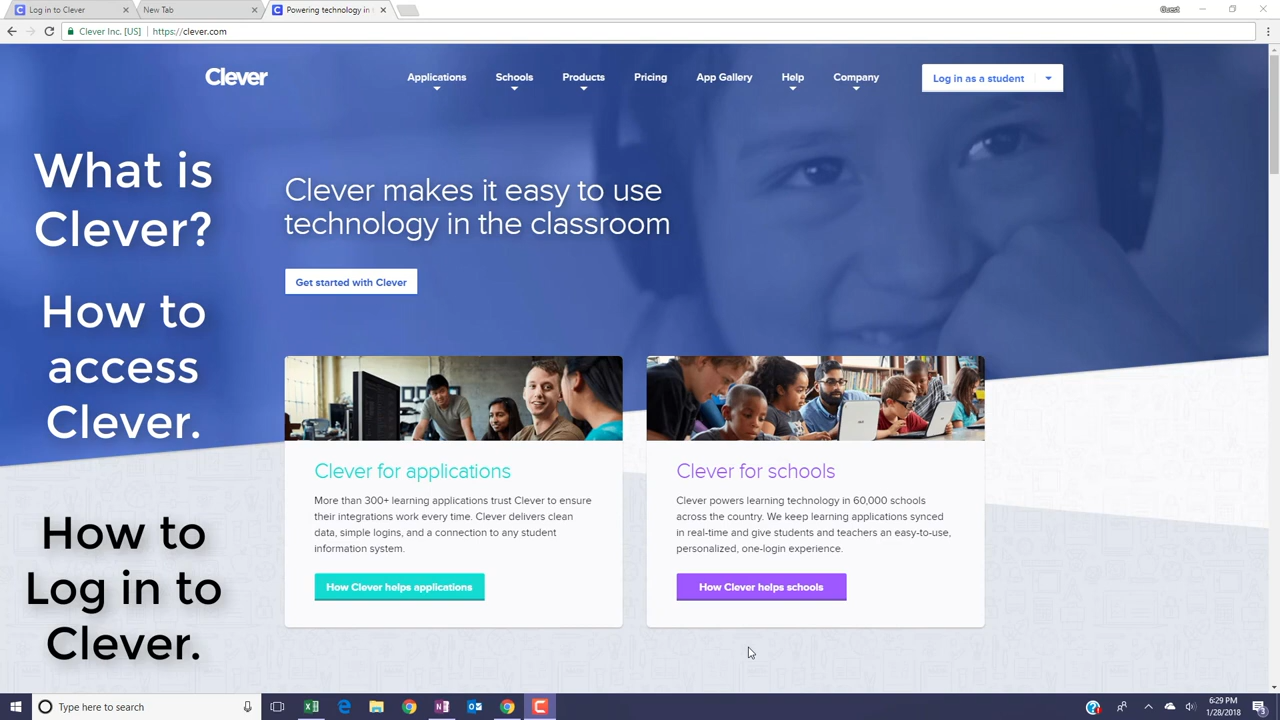 Log in to Clever
New Tab
Powering technology in
Guest
Clever Inc. [US]
https://clever.com
Clever
Applications
Schools
Products
Pricing
App Gallery
Help
Company
Log in as a student
What is
Clever?
How to
access
Clever.
How to
Log in to
Clever.
Clever makes it easy to use
technology in the classroom
Get started with Clever
Clever for applications
More than 300+ learning applications trust Clever to ensure
their integrations work every time. Clever delivers clean
data, simple logins, and a connection to any student
information system.
How Clever helps applications
Clever for schools
Clever powers learning technology in 60,000 schools
across the country. We keep learning applications synced
in real-time and give students and teachers an easy-to-use,
personalized, one-login experience.
How Clever helps schools
Type here to search
6:29 PM
1/28/2018
3